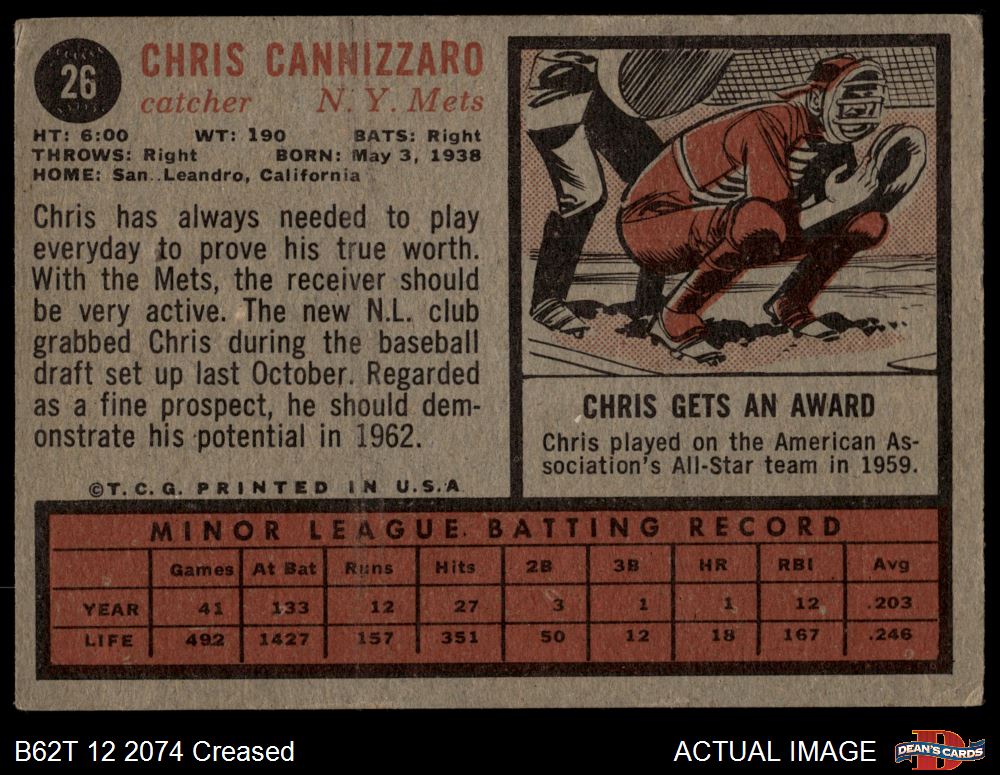 26
CHRIS CANNIZZARO
catcher N. Y. Mets
HT: 6:00 WT: 190 BATS: Right
THROWS: Right BORN: May 3, 1938
HOME: San Leandro, California
Chris has always needed to play
everyday to prove his true worth.
With the Mets, the receiver should
be very active. The new N.L. club
grabbed Chris during the baseball
draft set up last October. Regarded
as a fine prospect, he should dem-
onstrate his potential in 1962.
©T. C. G. PRINTED IN U.S.A.
CHRIS GETS AN AWARD
Chris played on the American As-
sociation's All-Star team in 1959.
MINOR LEAGUE BATTING RECORD
Games At Bat Runs Hits 2B 3B HR RBI Avg
YEAR 41 133 12 27 3 1 1 12 .203
LIFE 492 1427 157 351 50 12 18 167 .246
B62T 12 2074 Creased
ACTUAL IMAGE
D
DEAN'S CARDS